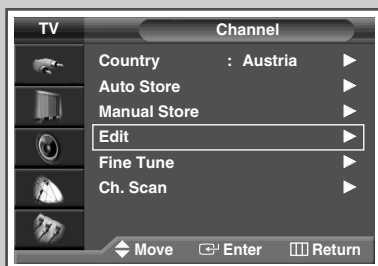 TV Channel
Country : Austria
Auto Store
Manual Store
Edit
Fine Tune
Ch. Scan
Move Enter Return